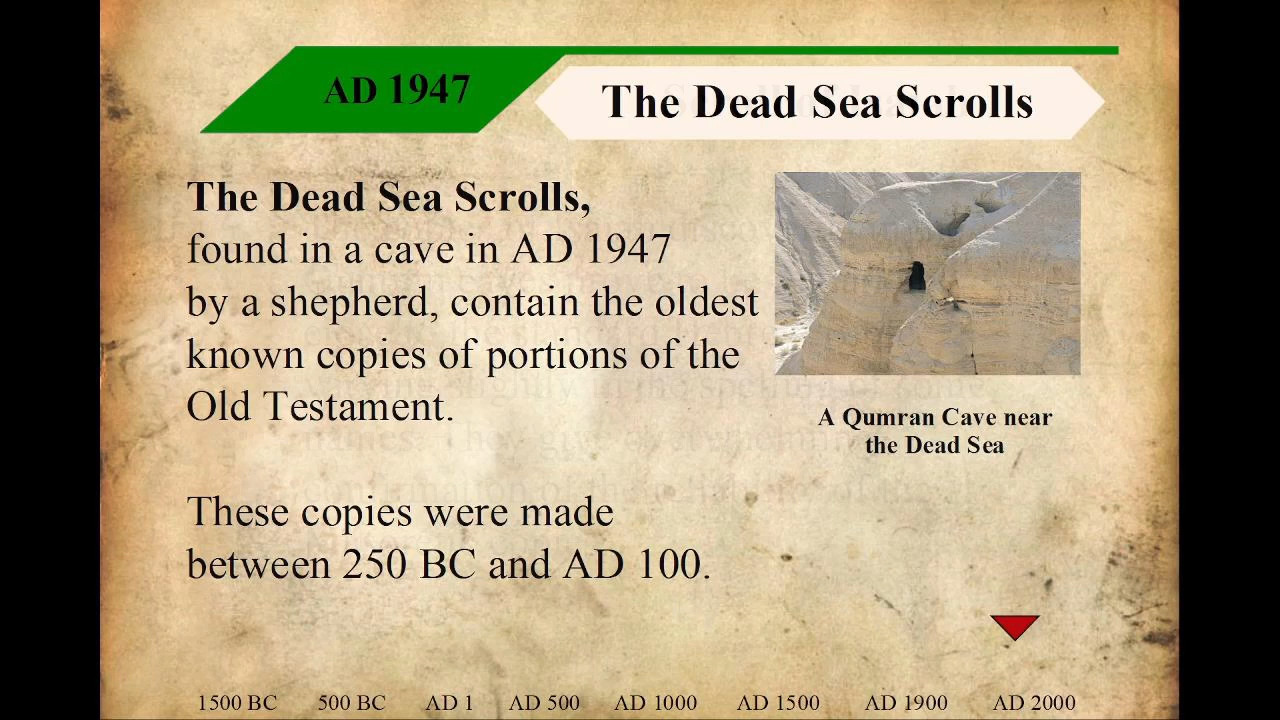 AD 1947
The Dead Sea Scrolls
The Dead Sea Scrolls,
found in a cave in AD 1947
by a shepherd, contain the oldest
known copies of portions of the
Old Testament.
These copies were made
between 250 BC and AD 100.
A Qumran Cave near
the Dead Sea
1500 BC 500 BC AD 1 AD 500 AD 1000 AD 1500 AD 1900 AD 2000